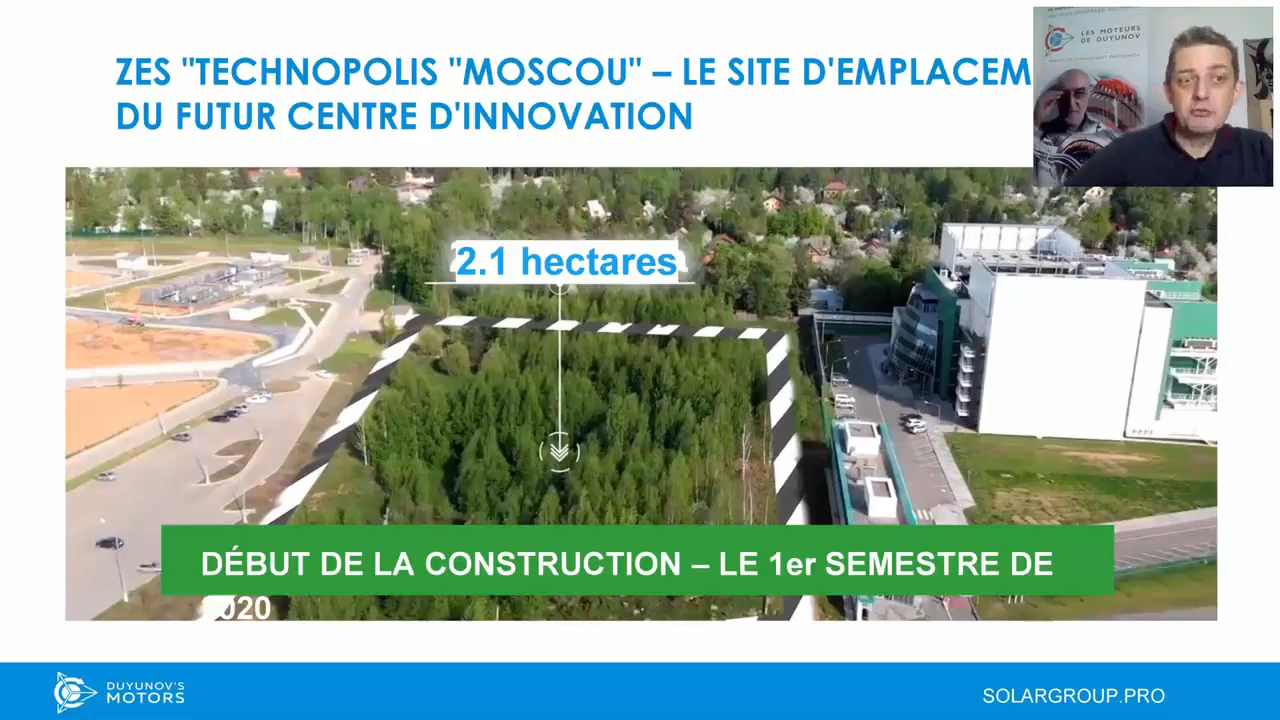 ZES "TECHNOPOLIS "MOSCOU" – LE SITE D'EMPLACEM
DU FUTUR CENTRE D'INNOVATION
LES MOTEURS
DE DUYUNOV
2.1 hectares
DÉBUT DE LA CONSTRUCTION – LE 1er SEMESTRE DE
2020
DUYUNOV'S
MOTORS
SOLARGROUP.PRO